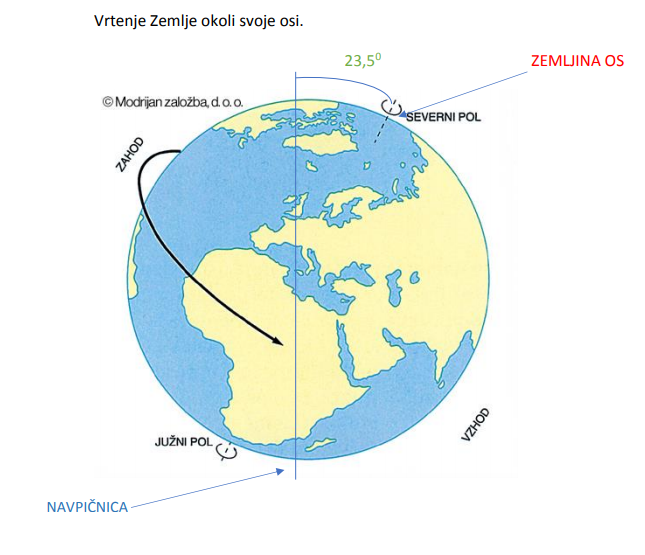 Vrtenje Zemlje okoli svoje osi.
23,5⁰
ZEMLJINA OS
© Modrijan založba, d. o. o.
SEVERNI POL
ZAHOD
VZHOD
JUŽNI POL
NAVPIČNICA